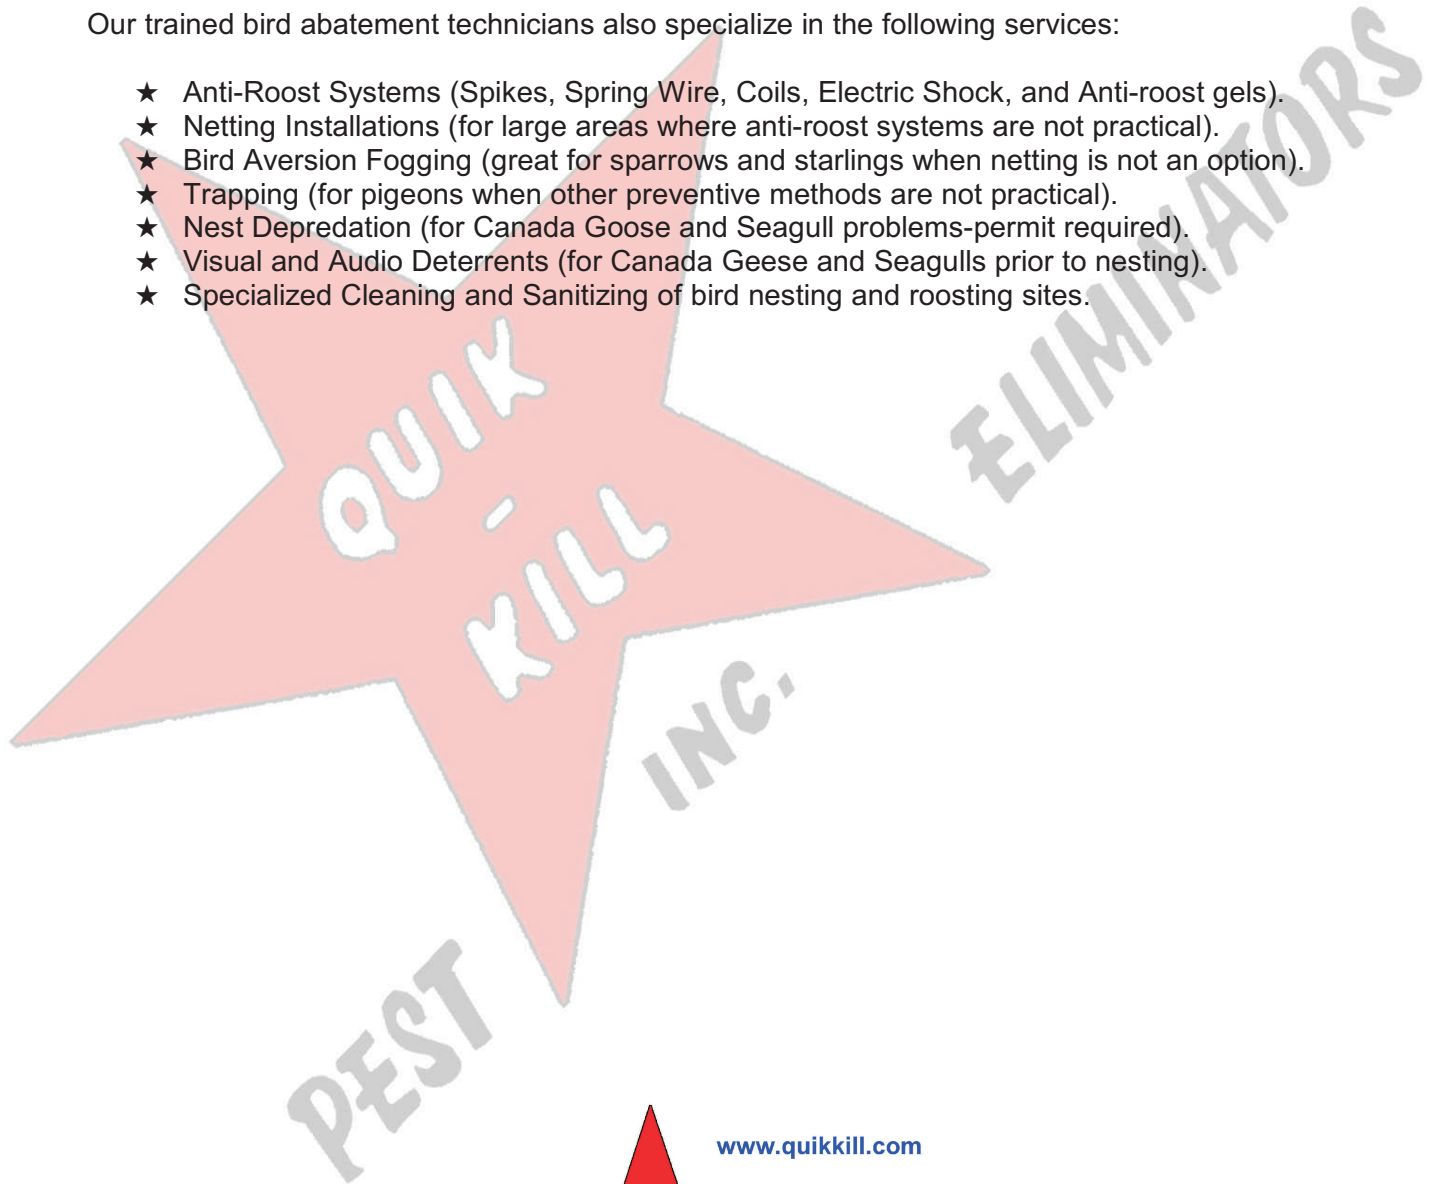 Our trained bird abatement technicians also specialize in the following services:
★ Anti-Roost Systems (Spikes, Spring Wire, Coils, Electric Shock, and Anti-roost gels).
★ Netting Installations (for large areas where anti-roost systems are not practical).
★ Bird Aversion Fogging (great for sparrows and starlings when netting is not an option).
★ Trapping (for pigeons when other preventive methods are not practical).
★ Nest Depredation (for Canada Goose and Seagull problems-permit required).
★ Visual and Audio Deterrents (for Canada Geese and Seagulls prior to nesting).
★ Specialized Cleaning and Sanitizing of bird nesting and roosting sites.
QUIK
-
KILL
PEST
ELIMINATORS
INC.
www.quikkill.com